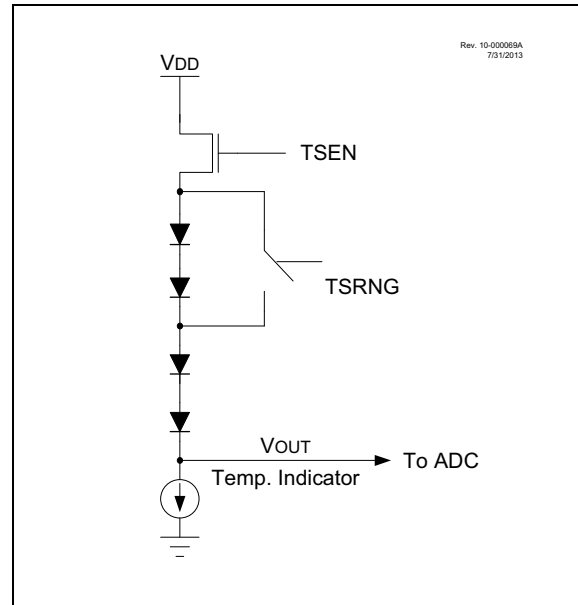 Rev. 10-000069A
7/31/2013
VDD
TSEN
TSRNG
VOUT
To ADC
Temp. Indicator